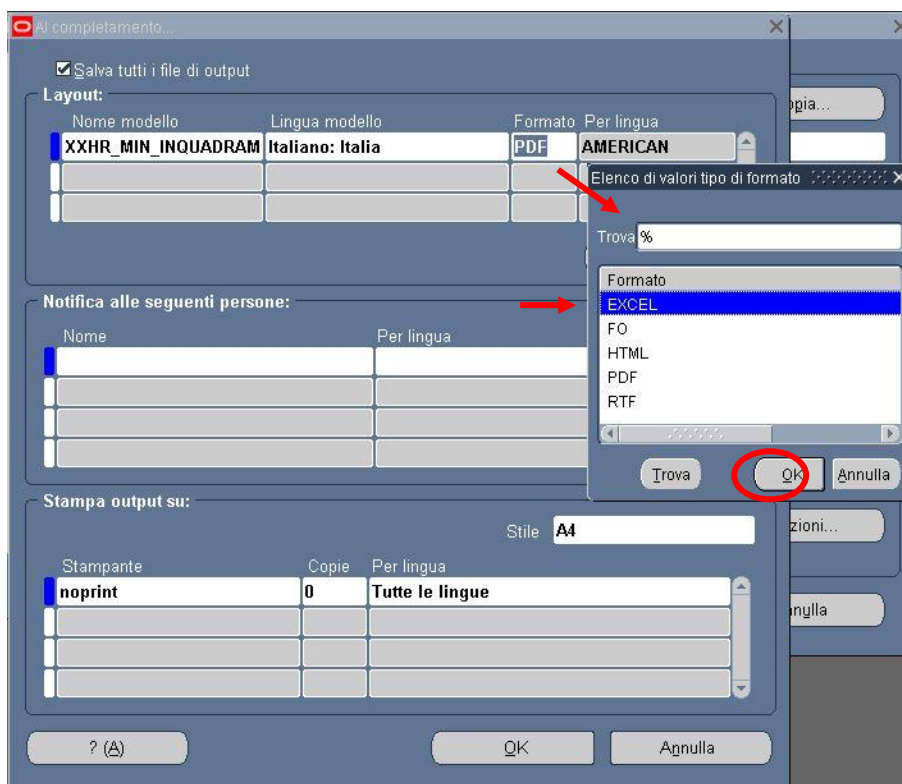 Al completamento...
Salva tutti i file di output
Layout:
Nome modello Lingua modello Formato Per lingua
XXHR_MIN_INQUADRAM Italiano: Italia PDF AMERICAN
Elenco di valori tipo di formato
Trova %
Formato
EXCEL
FO
HTML
PDF
RTF
Trova OK Annulla
Notifica alle seguenti persone:
Nome Per lingua
Stampa output su:
Stile A4
Stampante Copie Per lingua
noprint 0 Tutte le lingue
? (A) OK Annulla
opia...
zioni...
nnulla